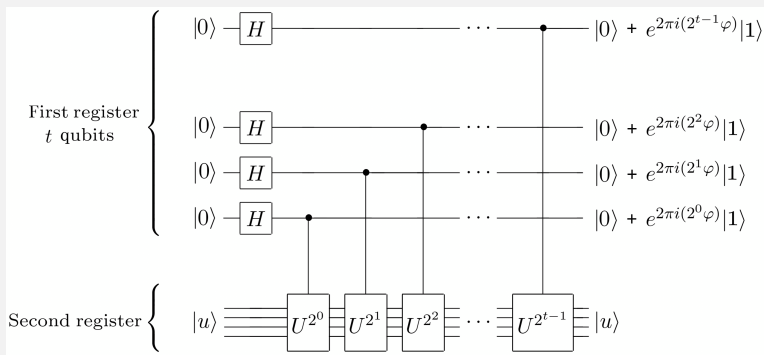 |0⟩ H ··· |0⟩ + e^{2πi(2^{t−1}φ)}|1⟩
First register
t qubits
|0⟩ H ··· |0⟩ + e^{2πi(2^2φ)}|1⟩
|0⟩ H ··· |0⟩ + e^{2πi(2^1φ)}|1⟩
|0⟩ H ··· |0⟩ + e^{2πi(2^0φ)}|1⟩
Second register |u⟩ U^{2^0} U^{2^1} U^{2^2} ··· U^{2^{t−1}} |u⟩